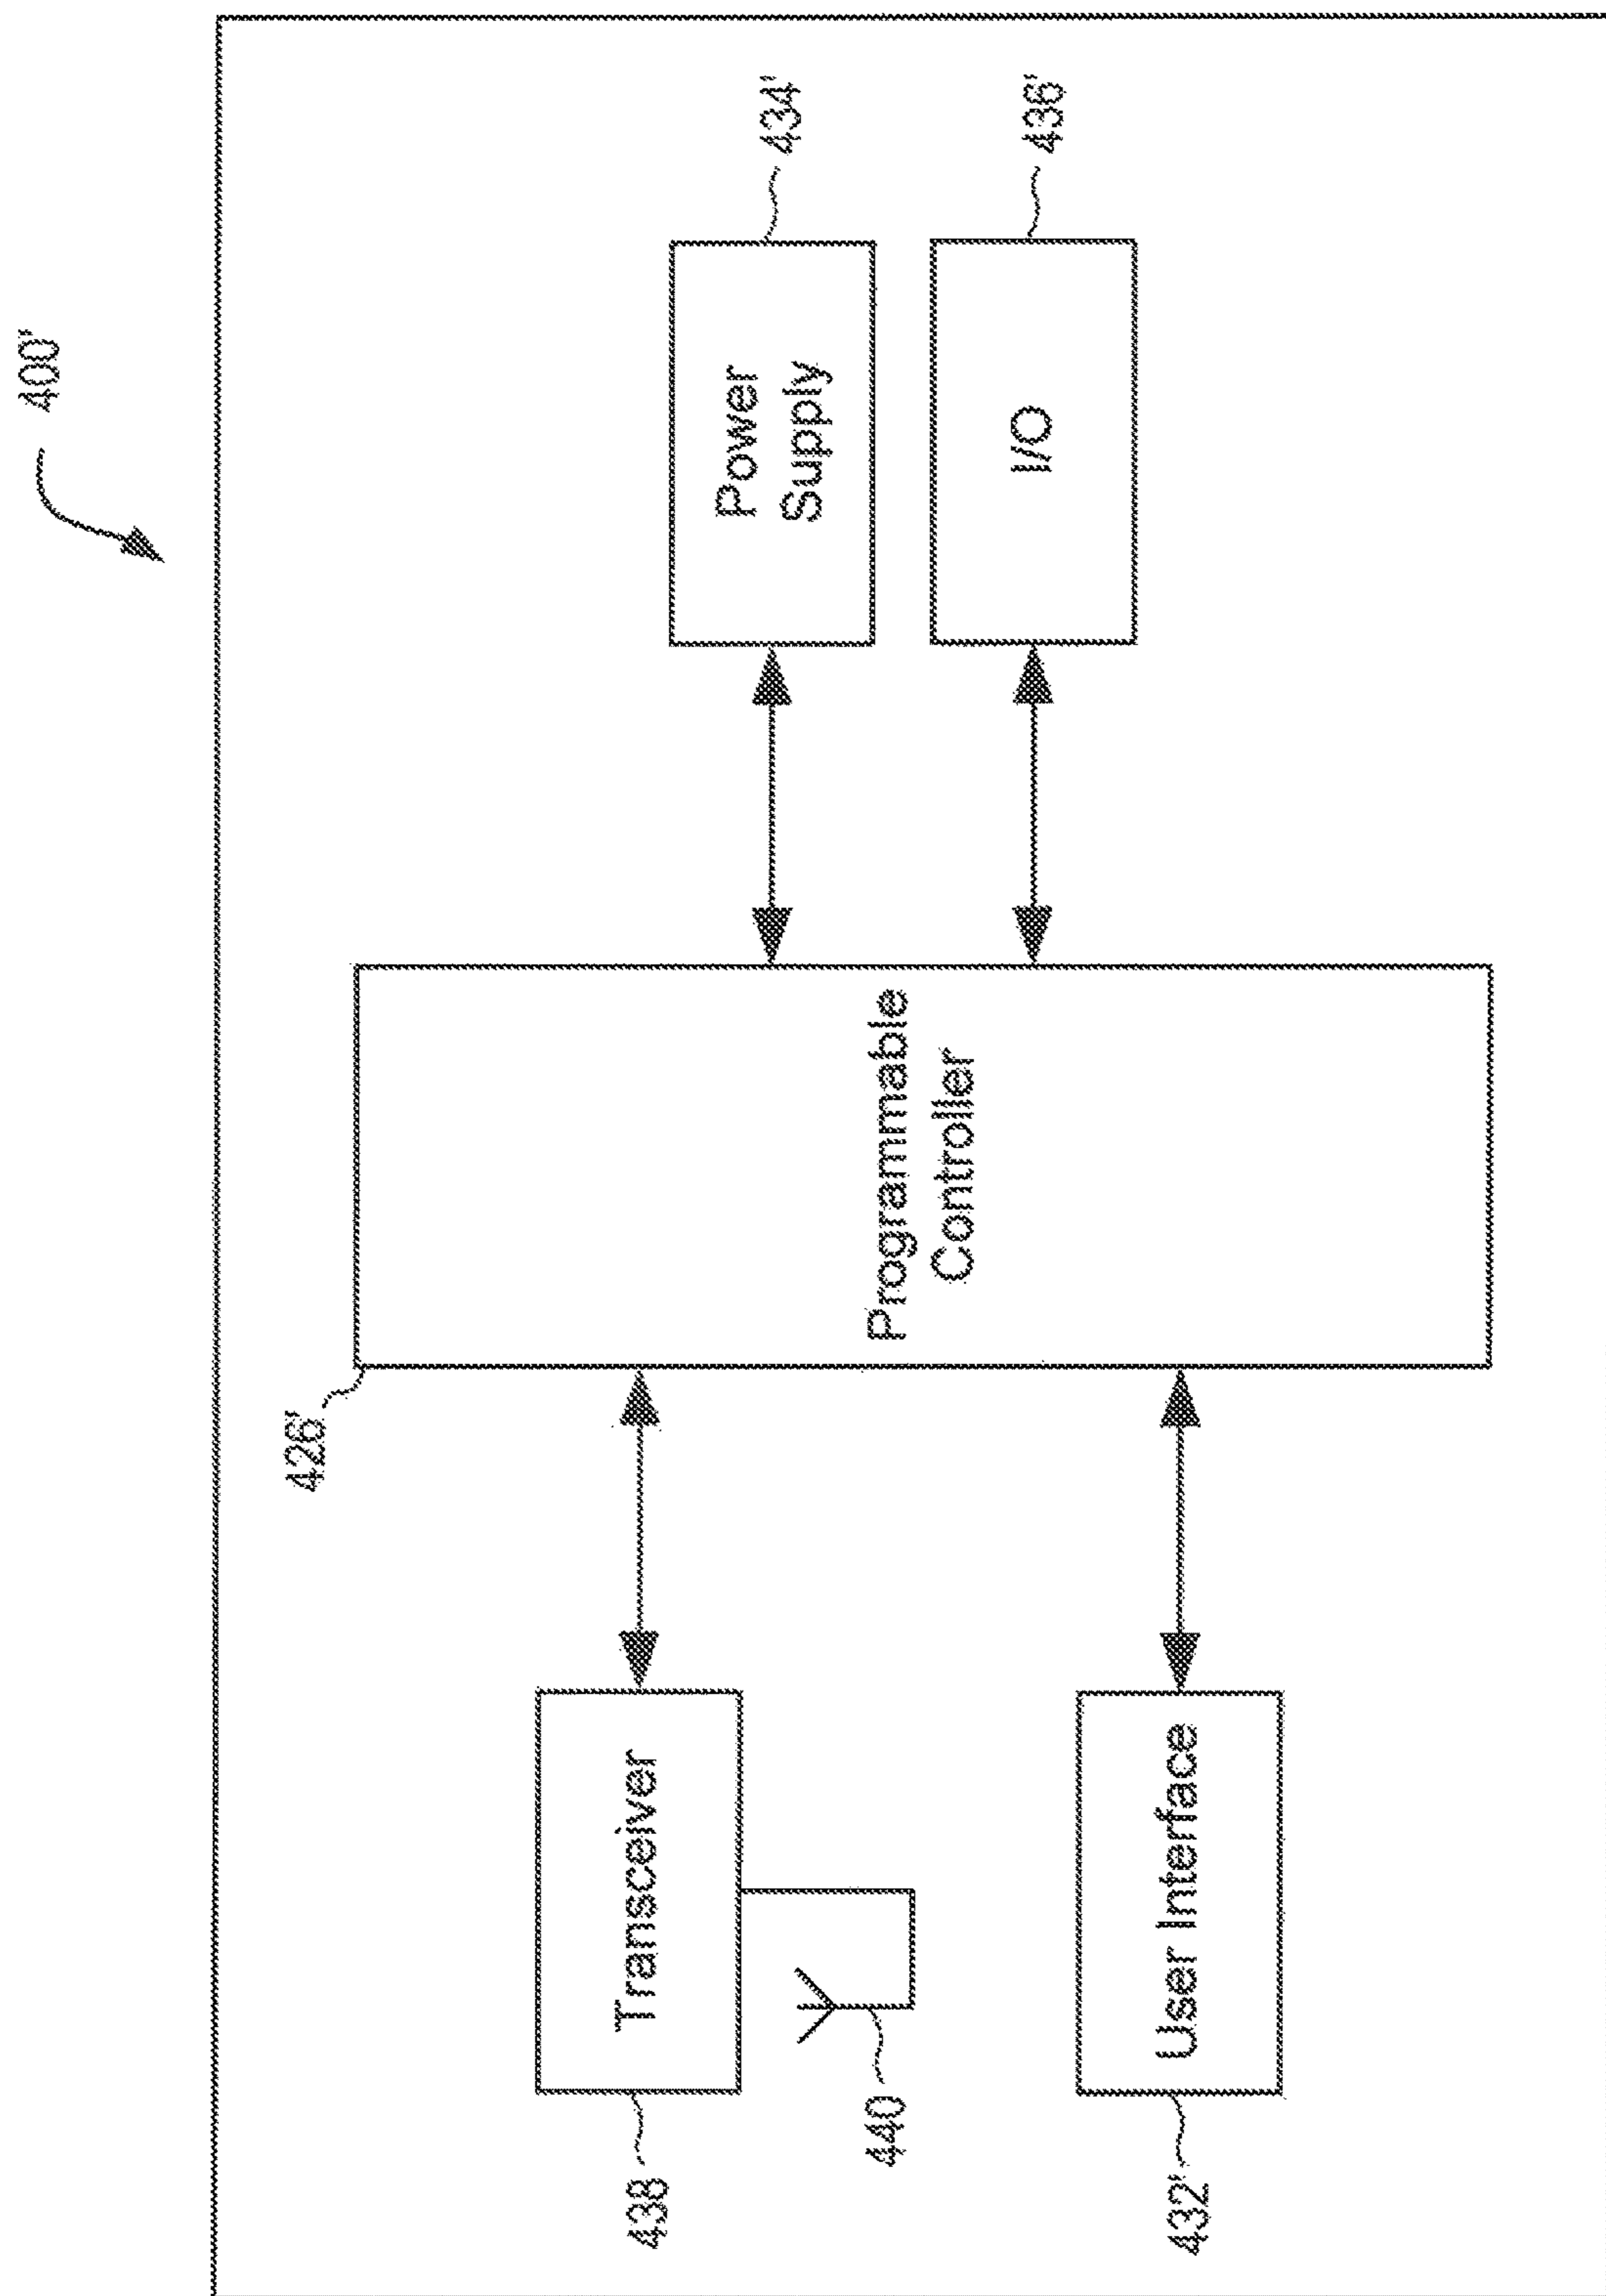 400'
426'
438
Transceiver
440
432'
User Interface
Programmable
Controller
Power
Supply
434'
I/O
436'